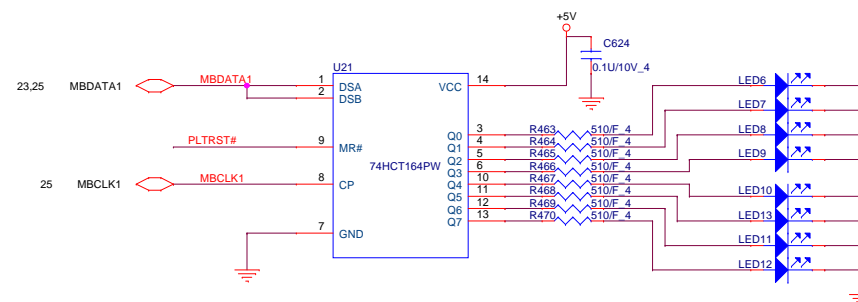 +5V
C624
0.1U/10V_4
U21
23,25 MBDATA1 MBDATA1 1 DSA VCC 14
2 DSB
LED6
LED7
PLTRST# 9 MR# Q0 3 R463 510/F_4 LED8
Q1 4 R464 510/F_4
74HCT164PW Q2 5 R465 510/F_4 LED9
Q3 6 R466 510/F_4
25 MBCLK1 MBCLK1 8 CP Q4 10 R467 510/F_4 LED10
Q5 11 R468 510/F_4 LED13
Q6 12 R469 510/F_4
Q7 13 R470 510/F_4 LED11
7 GND
LED12